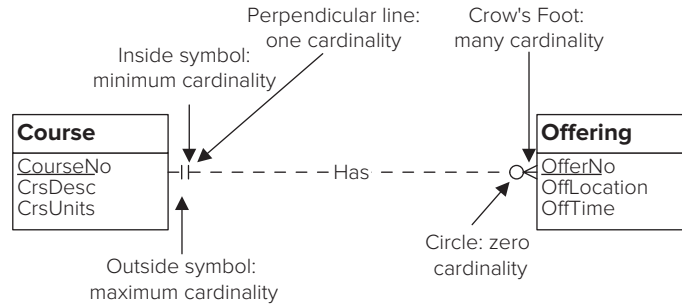 Perpendicular line:
one cardinality
Crow's Foot:
many cardinality
Inside symbol:
minimum cardinality
Course
CourseNo
CrsDesc
CrsUnits
Has
Offering
OfferNo
OffLocation
OffTime
Circle: zero
cardinality
Outside symbol:
maximum cardinality